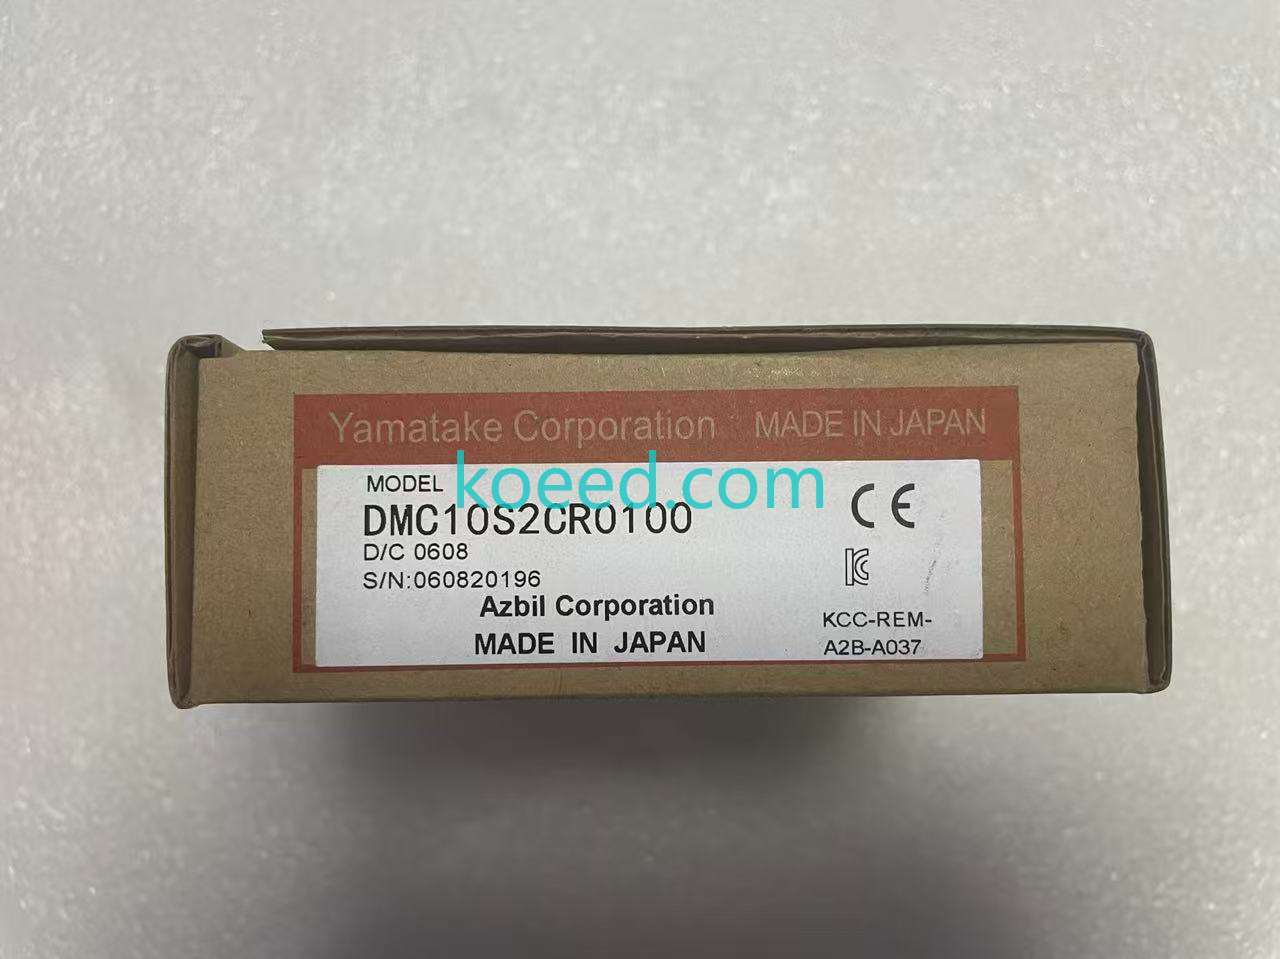 Yamatake Corporation MADE IN JAPAN
koeed.com
MODEL
DMC10S2CR0100
D/C 0608
S/N:060820196
Azbil Corporation
MADE IN JAPAN
CE
KC
KCC-REM-
A2B-A037